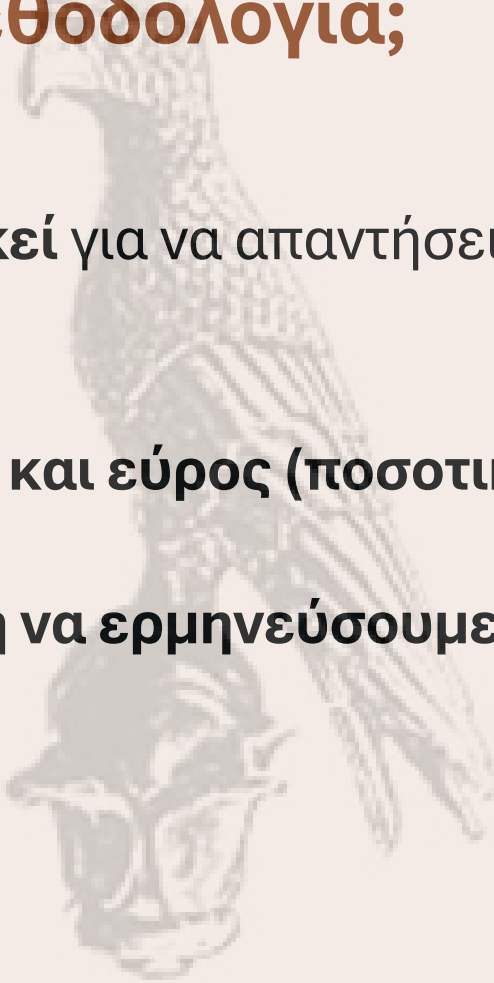 εθοδολογία;
κεί για να απαντήσει
και εύρος (ποσοτι
η να ερμηνεύσουμε